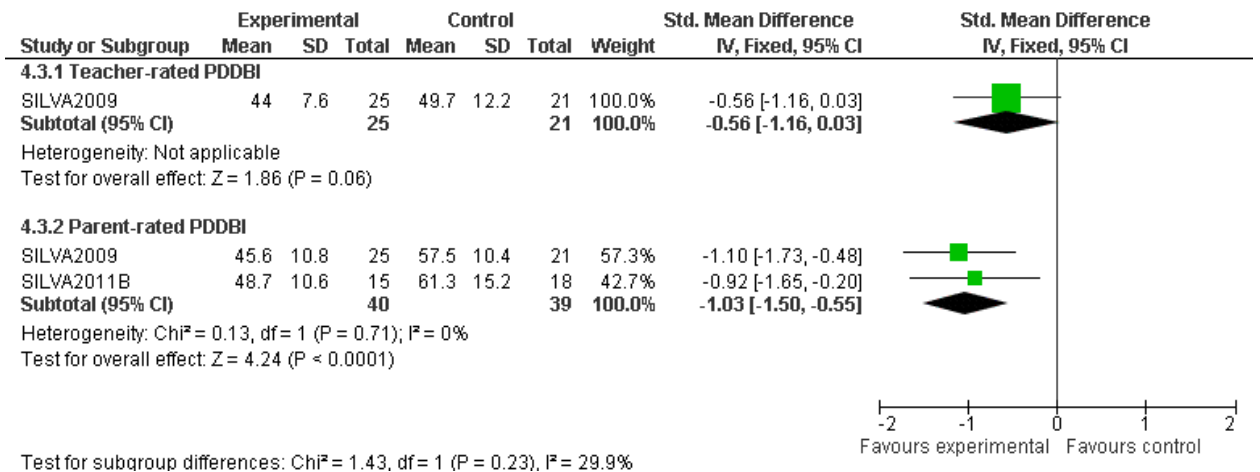 Experimental Control Std. Mean Difference Std. Mean Difference
Study or Subgroup Mean SD Total Mean SD Total Weight IV, Fixed, 95% CI IV, Fixed, 95% CI
4.3.1 Teacher-rated PDDBI
SILVA2009 44 7.6 25 49.7 12.2 21 100.0% -0.56 [-1.16, 0.03]
Subtotal (95% CI) 25 21 100.0% -0.56 [-1.16, 0.03]
Heterogeneity: Not applicable
Test for overall effect: Z = 1.86 (P = 0.06)
4.3.2 Parent-rated PDDBI
SILVA2009 45.6 10.8 25 57.5 10.4 21 57.3% -1.10 [-1.73, -0.48]
SILVA2011B 48.7 10.6 15 61.3 15.2 18 42.7% -0.92 [-1.65, -0.20]
Subtotal (95% CI) 40 39 100.0% -1.03 [-1.50, -0.55]
Heterogeneity: Chi² = 0.13, df = 1 (P = 0.71); I² = 0%
Test for overall effect: Z = 4.24 (P < 0.0001)
-2 -1 0 1 2
Favours experimental Favours control
Test for subgroup differences: Chi² = 1.43, df = 1 (P = 0.23), I² = 29.9%